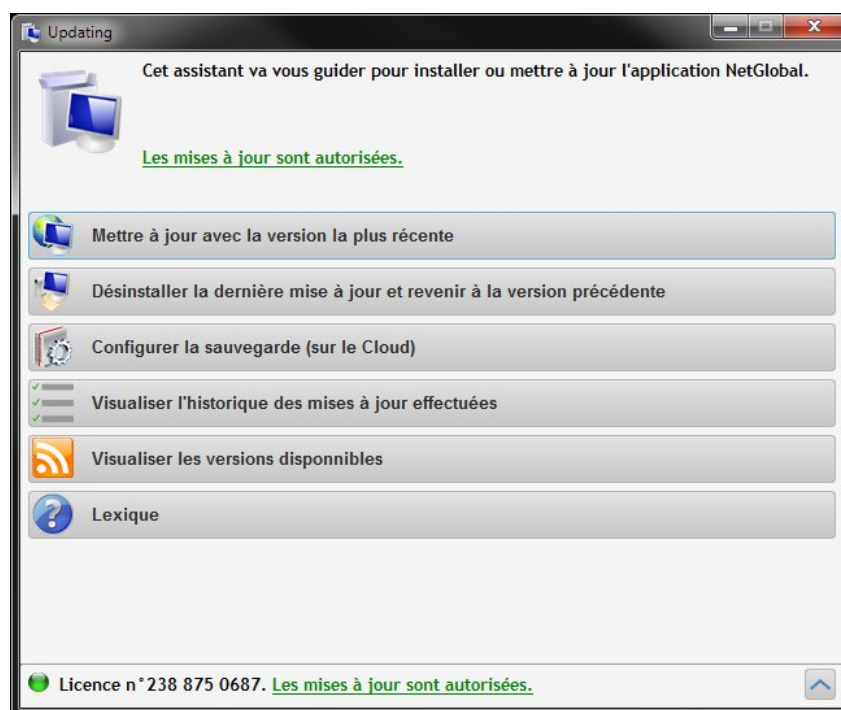 Updating
Cet assistant va vous guider pour installer ou mettre à jour l'application NetGlobal.
Les mises à jour sont autorisées.
Mettre à jour avec la version la plus récente
Désinstaller la dernière mise à jour et revenir à la version précédente
Configurer la sauvegarde (sur le Cloud)
Visualiser l'historique des mises à jour effectuées
Visualiser les versions disponnibles
Lexique
Licence n°238 875 0687. Les mises à jour sont autorisées.